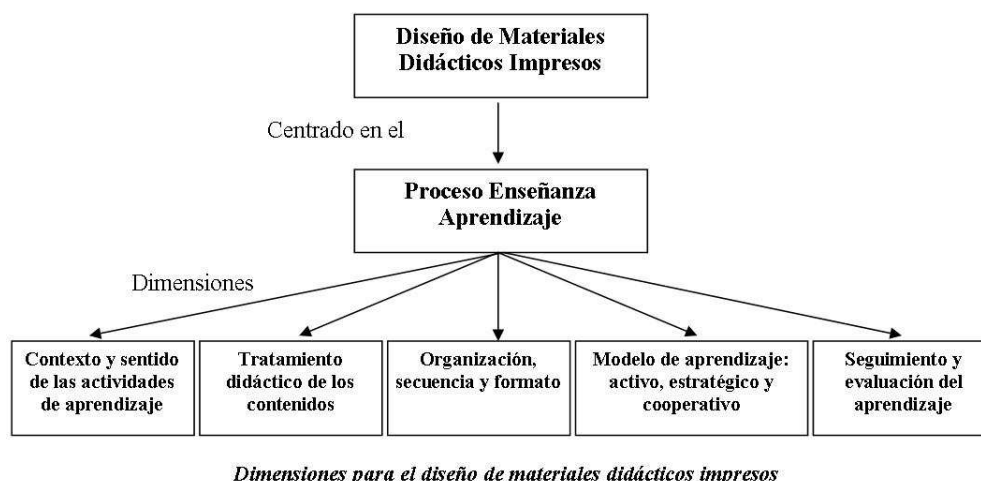 Diseño de Materiales
Didácticos Impresos
Centrado en el
Proceso Enseñanza
Aprendizaje
Dimensiones
Contexto y sentido
de las actividades
de aprendizaje
Tratamiento
didáctico de los
contenidos
Organización,
secuencia y formato
Modelo de aprendizaje:
activo, estratégico y
cooperativo
Seguimiento y
evaluación del
aprendizaje
Dimensiones para el diseño de materiales didácticos impresos